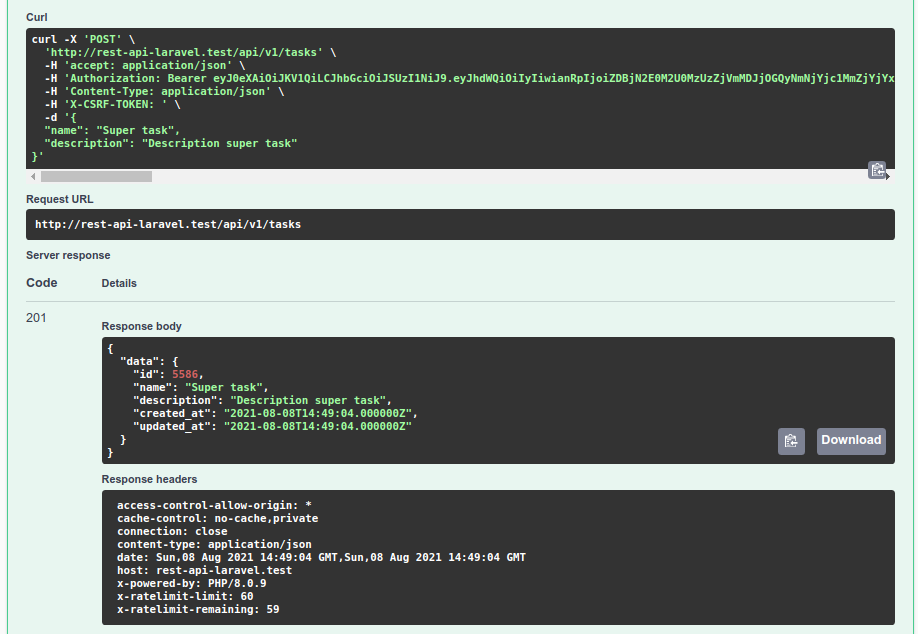 Curl
curl -X 'POST' \
'http://rest-api-laravel.test/api/v1/tasks' \
-H 'accept: application/json' \
-H 'Authorization: Bearer eyJ0eXAiOiJKV1QiLCJhbGciOiJSUzI1NiJ9.eyJhdWQiOiIyIiwianRpIjoiZDBjN2E0M2U0MzUzZjVmMDJjOGQyNmNjYjc1MmZjYjYx
-H 'Content-Type: application/json' \
-H 'X-CSRF-TOKEN: ' \
-d '{
"name": "Super task",
"description": "Description super task"
}'
Request URL
http://rest-api-laravel.test/api/v1/tasks
Server response
Code Details
201
Response body
{
"data": {
"id": 5586,
"name": "Super task",
"description": "Description super task",
"created_at": "2021-08-08T14:49:04.000000Z",
"updated_at": "2021-08-08T14:49:04.000000Z"
}
}
Download
Response headers
access-control-allow-origin: *
cache-control: no-cache,private
connection: close
content-type: application/json
date: Sun,08 Aug 2021 14:49:04 GMT,Sun,08 Aug 2021 14:49:04 GMT
host: rest-api-laravel.test
x-powered-by: PHP/8.0.9
x-ratelimit-limit: 60
x-ratelimit-remaining: 59